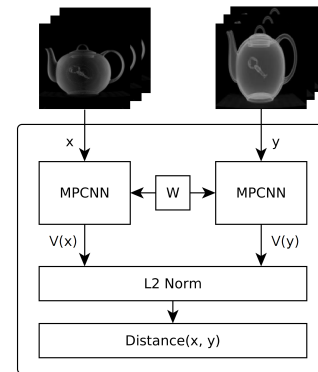 x
y
MPCNN
W
MPCNN
V(x)
V(y)
L2 Norm
Distance(x, y)